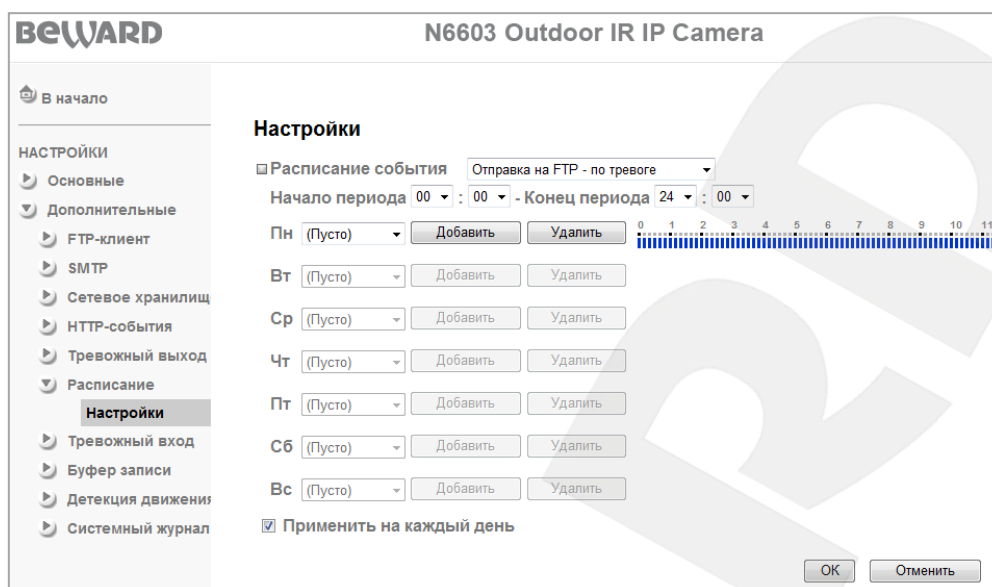 BEWARD
N6603 Outdoor IR IP Camera
В начало
НАСТРОЙКИ
Основные
Дополнительные
FTP-клиент
SMTP
Сетевое хранилищ
HTTP-события
Тревожный выход
Расписание
Настройки
Тревожный вход
Буфер записи
Детекция движения
Системный журнал
Настройки
Расписание события Отправка на FTP - по тревоге
Начало периода 00 : 00 - Конец периода 24 : 00
Пн (Пусто) Добавить Удалить 0 1 2 3 4 5 6 7 8 9 10 11
Вт (Пусто) Добавить Удалить
Ср (Пусто) Добавить Удалить
Чт (Пусто) Добавить Удалить
Пт (Пусто) Добавить Удалить
Сб (Пусто) Добавить Удалить
Вс (Пусто) Добавить Удалить
Применить на каждый день
OK Отменить